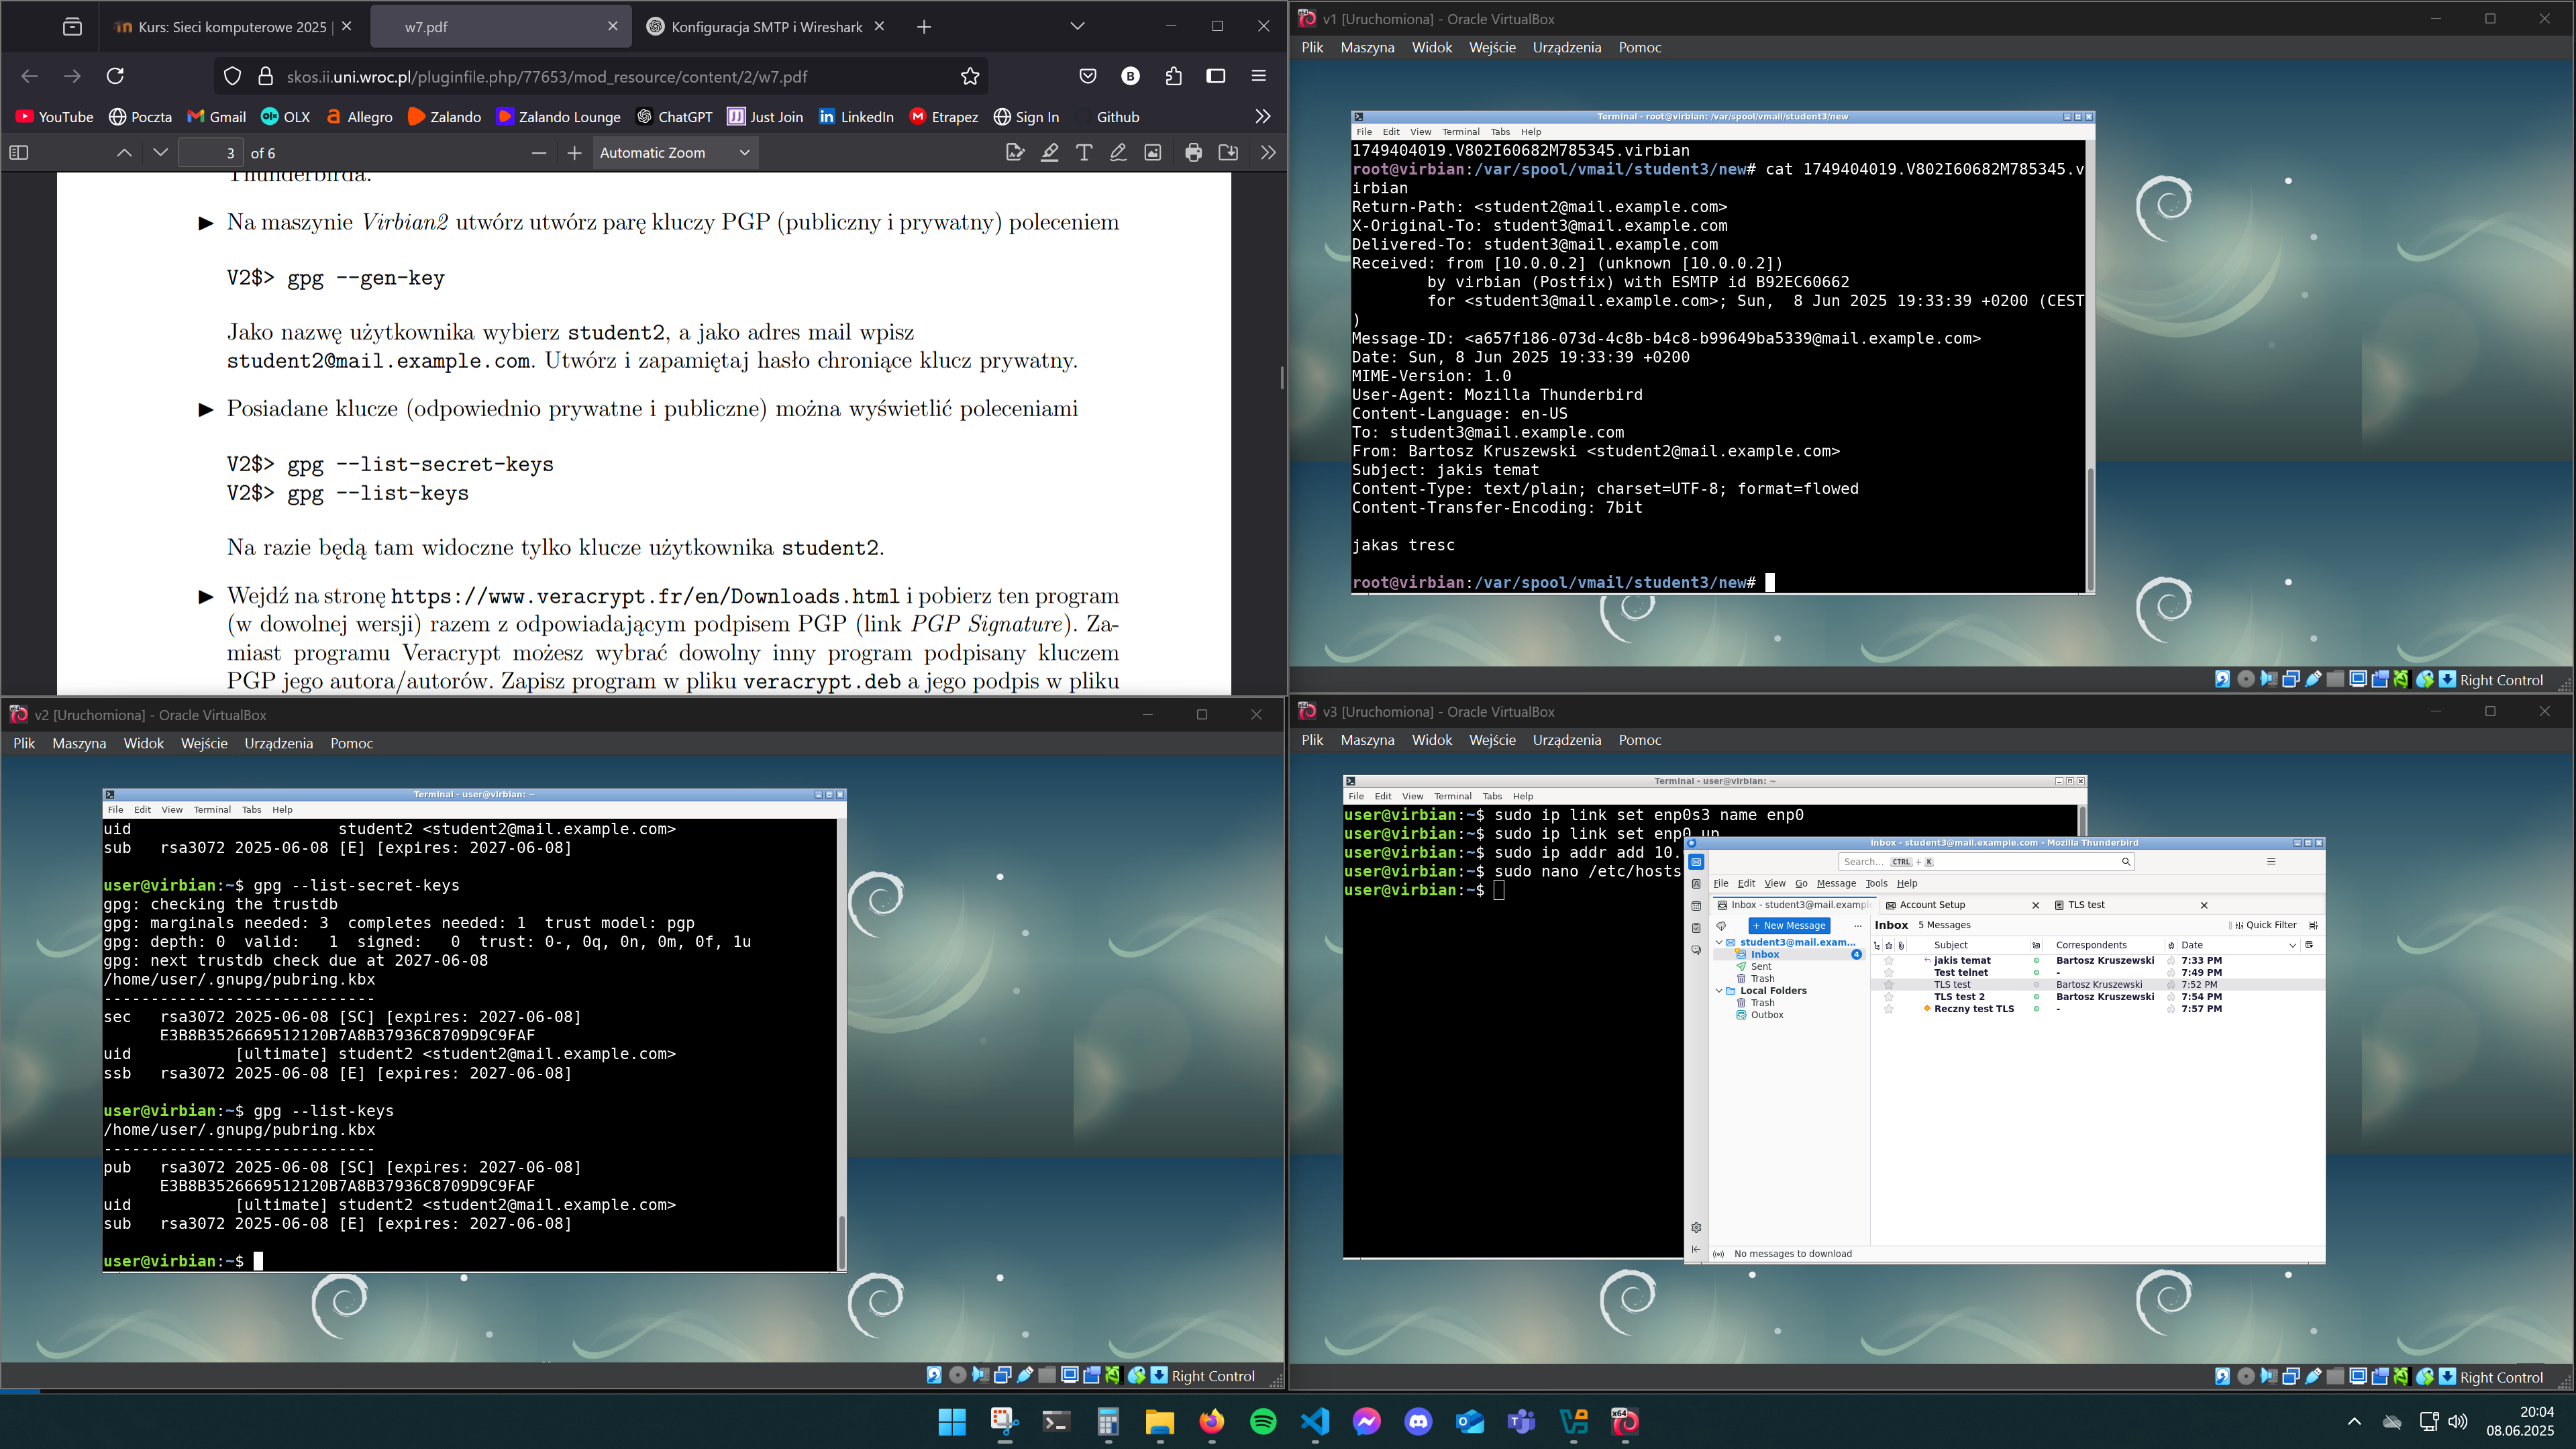 Kurs: Sieci komputerowe 2025 |
w7.pdf
Konfiguracja SMTP i Wireshark
skos.ii.uni.wroc.pl/pluginfile.php/77653/mod_resource/content/2/w7.pdf
YouTube
Poczta
Gmail
OLX
Allegro
Zalando
Zalando Lounge
ChatGPT
Just Join
LinkedIn
Etrapez
Sign In
Github
3 of 6
Automatic Zoom
Thunderbirda.
► Na maszynie Virbian2 utwórz utwórz parę kluczy PGP (publiczny i prywatny) poleceniem
V2$> gpg --gen-key
Jako nazwę użytkownika wybierz student2, a jako adres mail wpisz
student2@mail.example.com. Utwórz i zapamiętaj hasło chroniące klucz prywatny.
► Posiadane klucze (odpowiednio prywatne i publiczne) można wyświetlić poleceniami
V2$> gpg --list-secret-keys
V2$> gpg --list-keys
Na razie będą tam widoczne tylko klucze użytkownika student2.
► Wejdź na stronę https://www.veracrypt.fr/en/Downloads.html i pobierz ten program
(w dowolnej wersji) razem z odpowiadającym podpisem PGP (link PGP Signature). Za-
miast programu Veracrypt możesz wybrać dowolny inny program podpisany kluczem
PGP jego autora/autorów. Zapisz program w pliku veracrypt.deb a jego podpis w pliku
v1 [Uruchomiona] - Oracle VirtualBox
Plik Maszyna Widok Wejście Urządzenia Pomoc
Terminal - root@virbian: /var/spool/vmail/student3/new
File Edit View Terminal Tabs Help
1749404019.V802I60682M785345.virbian
root@virbian:/var/spool/vmail/student3/new# cat 1749404019.V802I60682M785345.v
irbian
Return-Path: <student2@mail.example.com>
X-Original-To: student3@mail.example.com
Delivered-To: student3@mail.example.com
Received: from [10.0.0.2] (unknown [10.0.0.2])
by virbian (Postfix) with ESMTP id B92EC60662
for <student3@mail.example.com>; Sun,  8 Jun 2025 19:33:39 +0200 (CEST
)
Message-ID: <a657f186-073d-4c8b-b4c8-b99649ba5339@mail.example.com>
Date: Sun, 8 Jun 2025 19:33:39 +0200
MIME-Version: 1.0
User-Agent: Mozilla Thunderbird
Content-Language: en-US
To: student3@mail.example.com
From: Bartosz Kruszewski <student2@mail.example.com>
Subject: jakis temat
Content-Type: text/plain; charset=UTF-8; format=flowed
Content-Transfer-Encoding: 7bit
jakas tresc
root@virbian:/var/spool/vmail/student3/new#
Right Control
v2 [Uruchomiona] - Oracle VirtualBox
Plik Maszyna Widok Wejście Urządzenia Pomoc
Terminal - user@virbian: ~
File Edit View Terminal Tabs Help
uid                      student2 <student2@mail.example.com>
sub   rsa3072 2025-06-08 [E] [expires: 2027-06-08]
user@virbian:~$ gpg --list-secret-keys
gpg: checking the trustdb
gpg: marginals needed: 3  completes needed: 1  trust model: pgp
gpg: depth: 0  valid:   1  signed:   0  trust: 0-, 0q, 0n, 0m, 0f, 1u
gpg: next trustdb check due at 2027-06-08
/home/user/.gnupg/pubring.kbx
-----------------------------
sec   rsa3072 2025-06-08 [SC] [expires: 2027-06-08]
E3B8B3526669512120B7A8B37936C8709D9C9FAF
uid           [ultimate] student2 <student2@mail.example.com>
ssb   rsa3072 2025-06-08 [E] [expires: 2027-06-08]
user@virbian:~$ gpg --list-keys
/home/user/.gnupg/pubring.kbx
-----------------------------
pub   rsa3072 2025-06-08 [SC] [expires: 2027-06-08]
E3B8B3526669512120B7A8B37936C8709D9C9FAF
uid           [ultimate] student2 <student2@mail.example.com>
sub   rsa3072 2025-06-08 [E] [expires: 2027-06-08]
user@virbian:~$
Right Control
v3 [Uruchomiona] - Oracle VirtualBox
Plik Maszyna Widok Wejście Urządzenia Pomoc
Terminal - user@virbian: ~
File Edit View Terminal Tabs Help
user@virbian:~$ sudo ip link set enp0s3 name enp0
user@virbian:~$ sudo ip link set enp0 up
user@virbian:~$ sudo ip addr add 10.
user@virbian:~$ sudo nano /etc/hosts
user@virbian:~$
Inbox - student3@mail.example.com - Mozilla Thunderbird
Search... CTRL + K
File Edit View Go Message Tools Help
Inbox - student3@mail.exampl
Account Setup
TLS test
+ New Message
student3@mail.exam...
Inbox 4
Sent
Trash
Local Folders
Trash
Outbox
Inbox 5 Messages
Quick Filter
Subject Correspondents Date
jakis temat Bartosz Kruszewski 7:33 PM
Test telnet - 7:49 PM
TLS test Bartosz Kruszewski 7:52 PM
TLS test 2 Bartosz Kruszewski 7:54 PM
Reczny test TLS - 7:57 PM
No messages to download
Right Control
20:04
08.06.2025